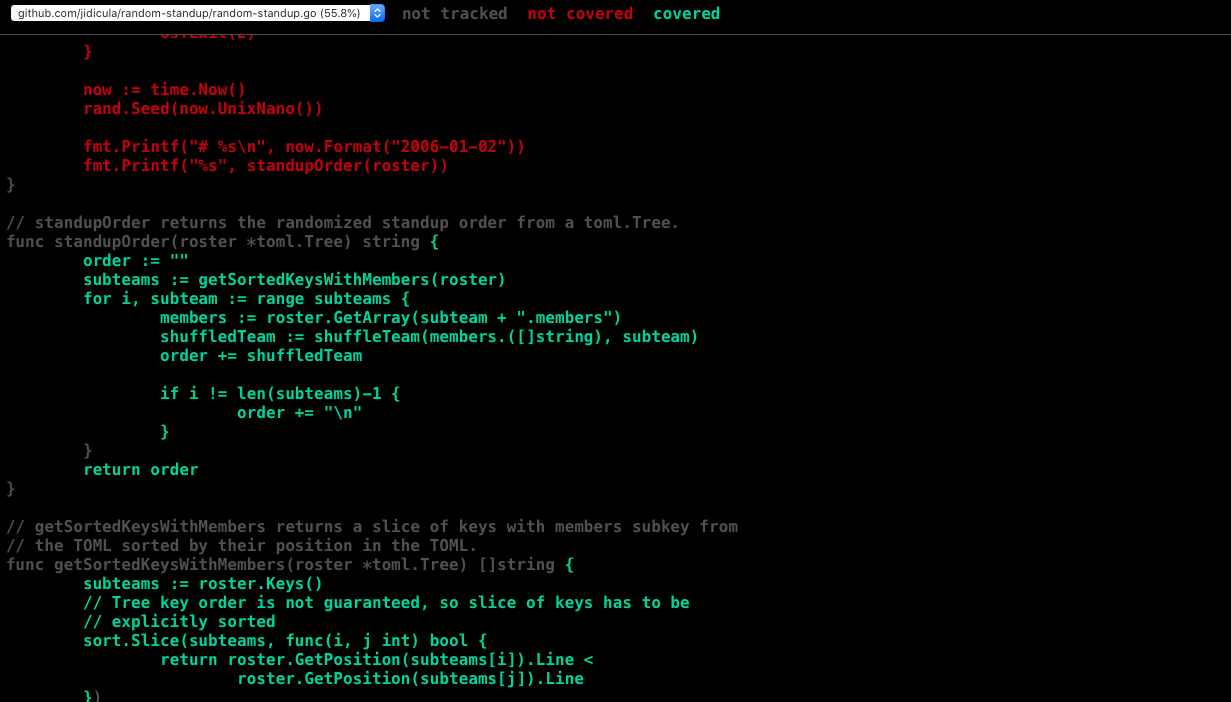 github.com/jidicula/random-standup/random-standup.go (55.8%) not tracked not covered covered
os.Exit(2)
}
now := time.Now()
rand.Seed(now.UnixNano())
fmt.Printf("# %s\n", now.Format("2006-01-02"))
fmt.Printf("%s", standupOrder(roster))
}
// standupOrder returns the randomized standup order from a toml.Tree.
func standupOrder(roster *toml.Tree) string {
order := ""
subteams := getSortedKeysWithMembers(roster)
for i, subteam := range subteams {
members := roster.GetArray(subteam + ".members")
shuffledTeam := shuffleTeam(members.([]string), subteam)
order += shuffledTeam
if i != len(subteams)-1 {
order += "\n"
}
}
return order
}
// getSortedKeysWithMembers returns a slice of keys with members subkey from
// the TOML sorted by their position in the TOML.
func getSortedKeysWithMembers(roster *toml.Tree) []string {
subteams := roster.Keys()
// Tree key order is not guaranteed, so slice of keys has to be
// explicitly sorted
sort.Slice(subteams, func(i, j int) bool {
return roster.GetPosition(subteams[i]).Line <
roster.GetPosition(subteams[j]).Line
})